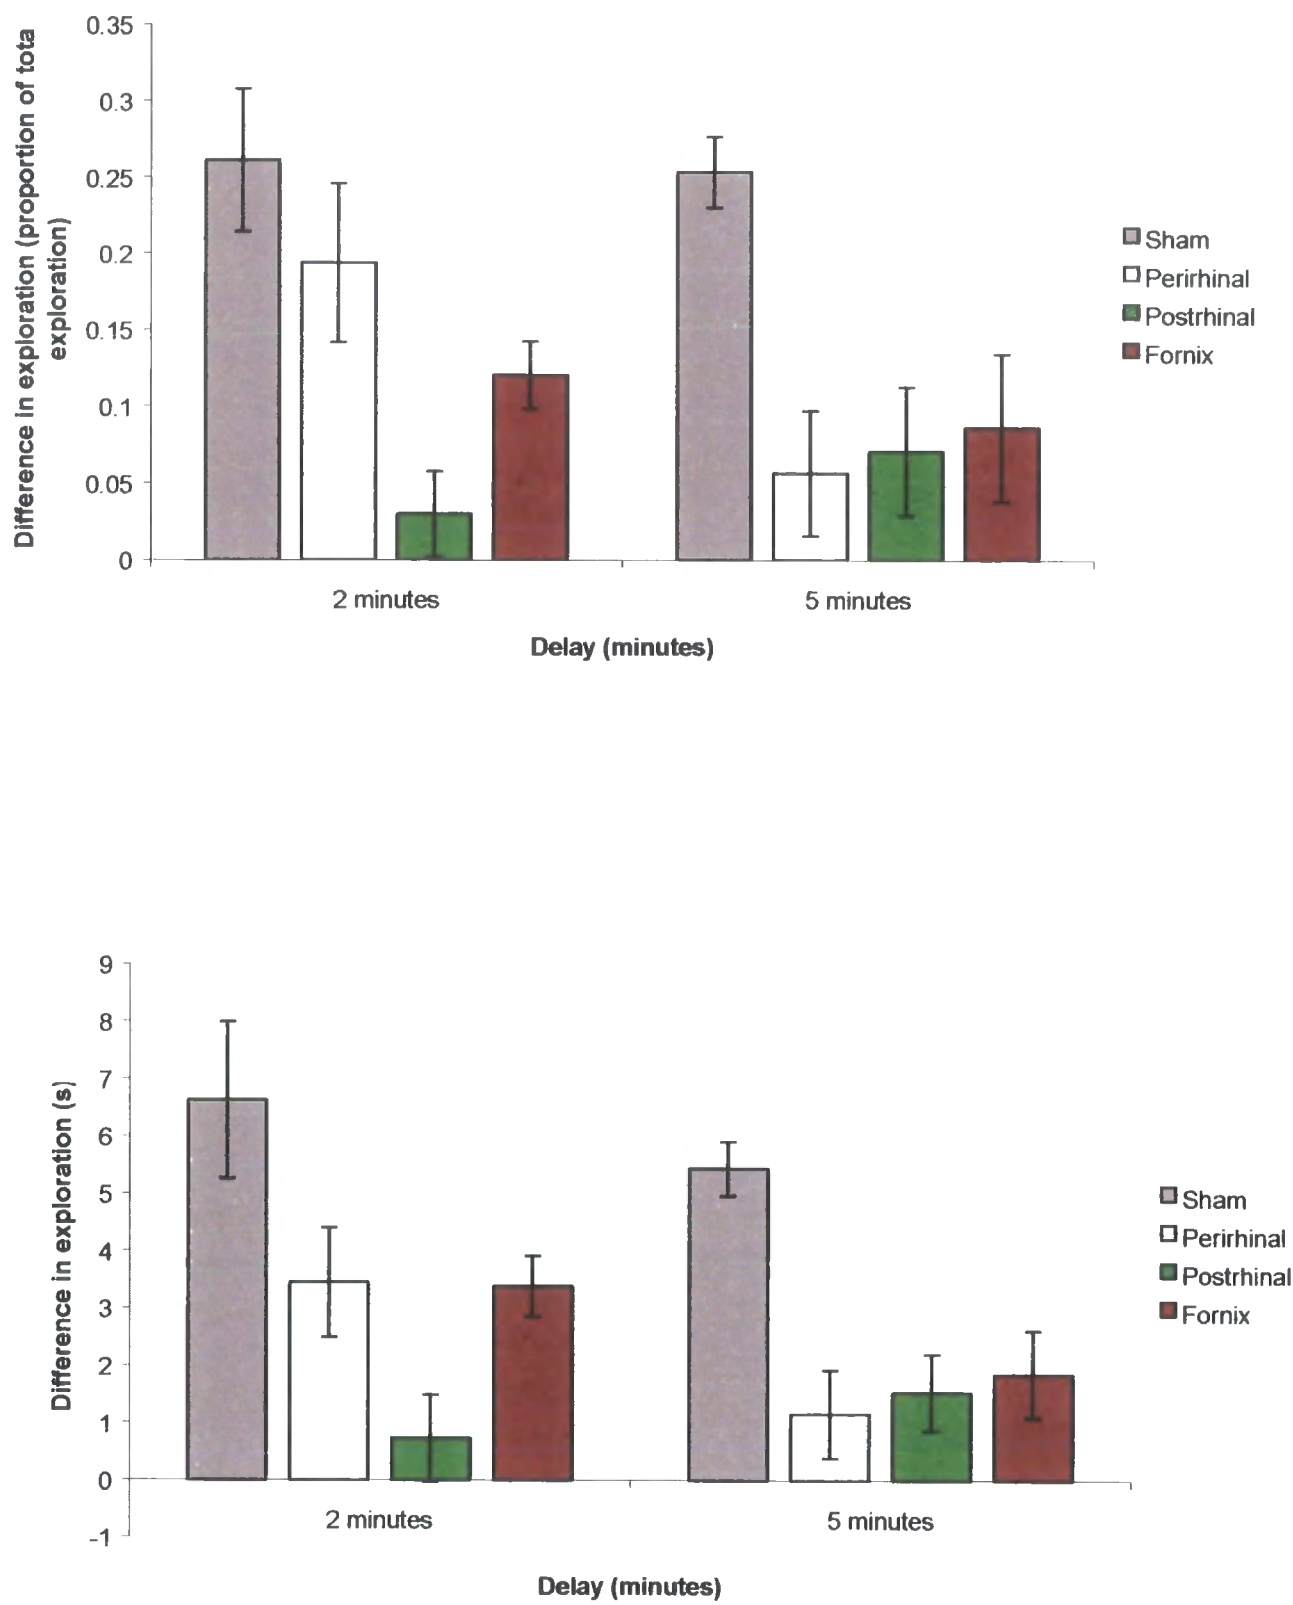 Difference in exploration (proportion of tota
exploration)
0.35
0.3
0.25
0.2
0.15
0.1
0.05
0
2 minutes
5 minutes
Delay (minutes)
Sham
Perirhinal
Postrhinal
Fornix
Difference in exploration (s)
9
8
7
6
5
4
3
2
1
0
-1
2 minutes
5 minutes
Delay (minutes)
Sham
Perirhinal
Postrhinal
Fornix